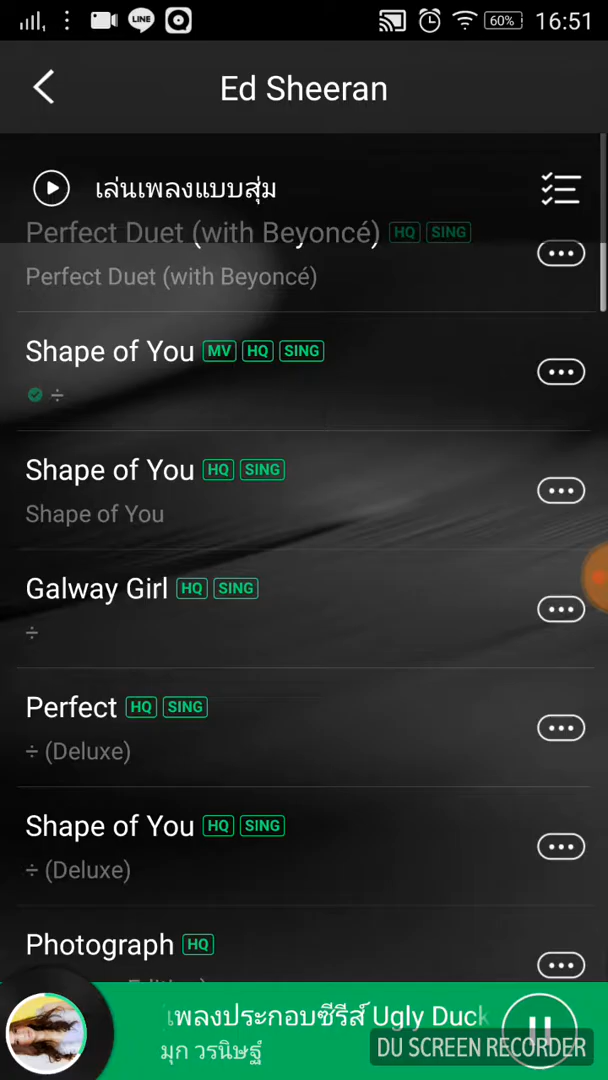 LINE
60%
16:51
Ed Sheeran
เล่นเพลงแบบสุ่ม
Perfect Duet (with Beyoncé) HQ SING
Perfect Duet (with Beyoncé)
Shape of You MV HQ SING
÷
Shape of You HQ SING
Shape of You
Galway Girl HQ SING
÷
Perfect HQ SING
÷ (Deluxe)
Shape of You HQ SING
÷ (Deluxe)
Photograph HQ
เพลงประกอบซีรีส์ Ugly Duck
มุก วรนิษฐ์
DU SCREEN RECORDER